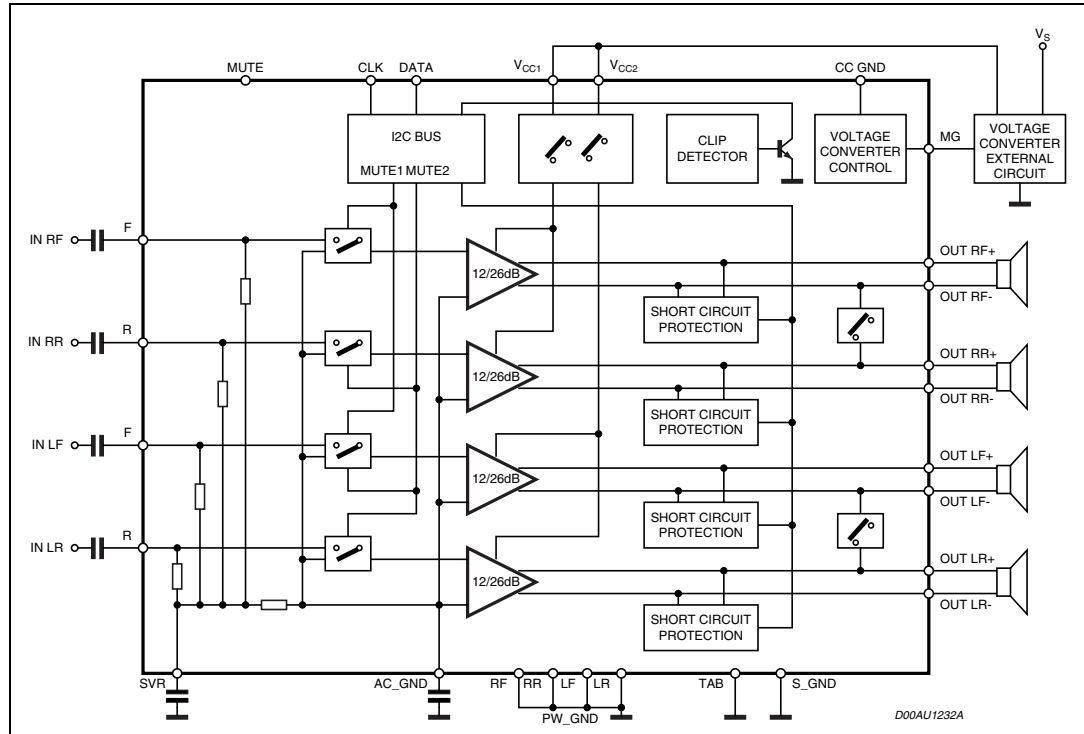 V_S
MUTE CLK DATA V_CC1 V_CC2 CC GND
I2C BUS
MUTE1 MUTE2
CLIP
DETECTOR
VOLTAGE
CONVERTER
CONTROL
MG
VOLTAGE
CONVERTER
EXTERNAL
CIRCUIT
IN RF F
12/26dB
OUT RF+
OUT RF-
SHORT CIRCUIT
PROTECTION
IN RR R
12/26dB
OUT RR+
OUT RR-
SHORT CIRCUIT
PROTECTION
IN LF F
12/26dB
OUT LF+
OUT LF-
SHORT CIRCUIT
PROTECTION
IN LR R
12/26dB
OUT LR+
OUT LR-
SHORT CIRCUIT
PROTECTION
SVR AC_GND RF RR LF LR TAB S_GND
PW_GND
D00AU1232A